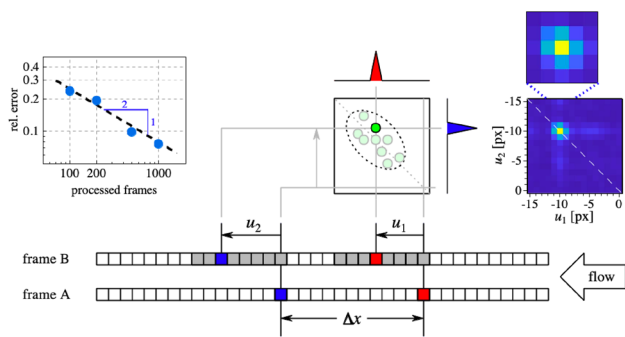 0.4
0.3
0.2
0.1
rel. error
2
1
100
200
1000
processed frames
-15
-10
-5
0
u2 [px]
-15
-10
-5
0
u1 [px]
u2
u1
frame B
flow
frame A
Δx